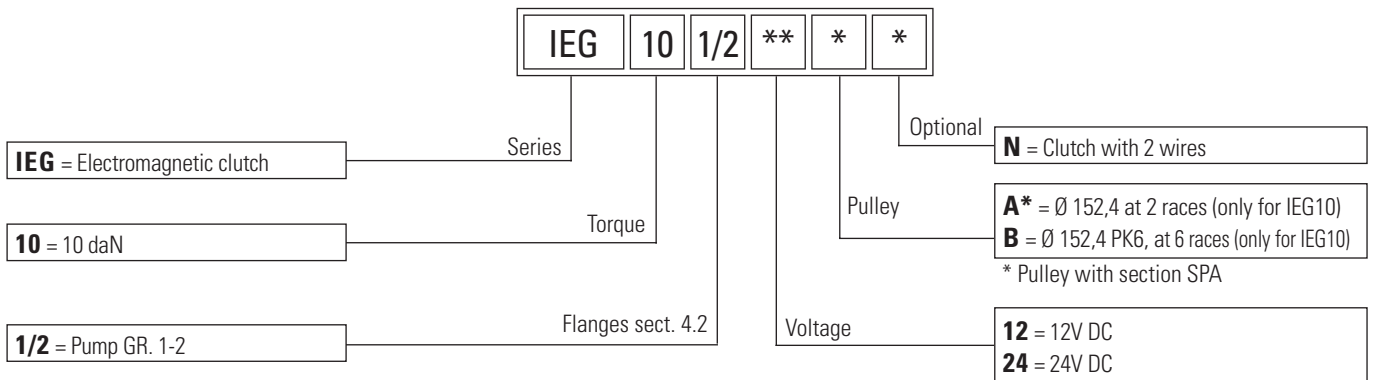 IEG 10 1/2 ** * *
Optional
N = Clutch with 2 wires
Series
IEG = Electromagnetic clutch
Pulley
A* = Ø 152,4 at 2 races (only for IEG10)
B = Ø 152,4 PK6, at 6 races (only for IEG10)
* Pulley with section SPA
Torque
10 = 10 daN
Flanges sect. 4.2
1/2 = Pump GR. 1-2
Voltage
12 = 12V DC
24 = 24V DC